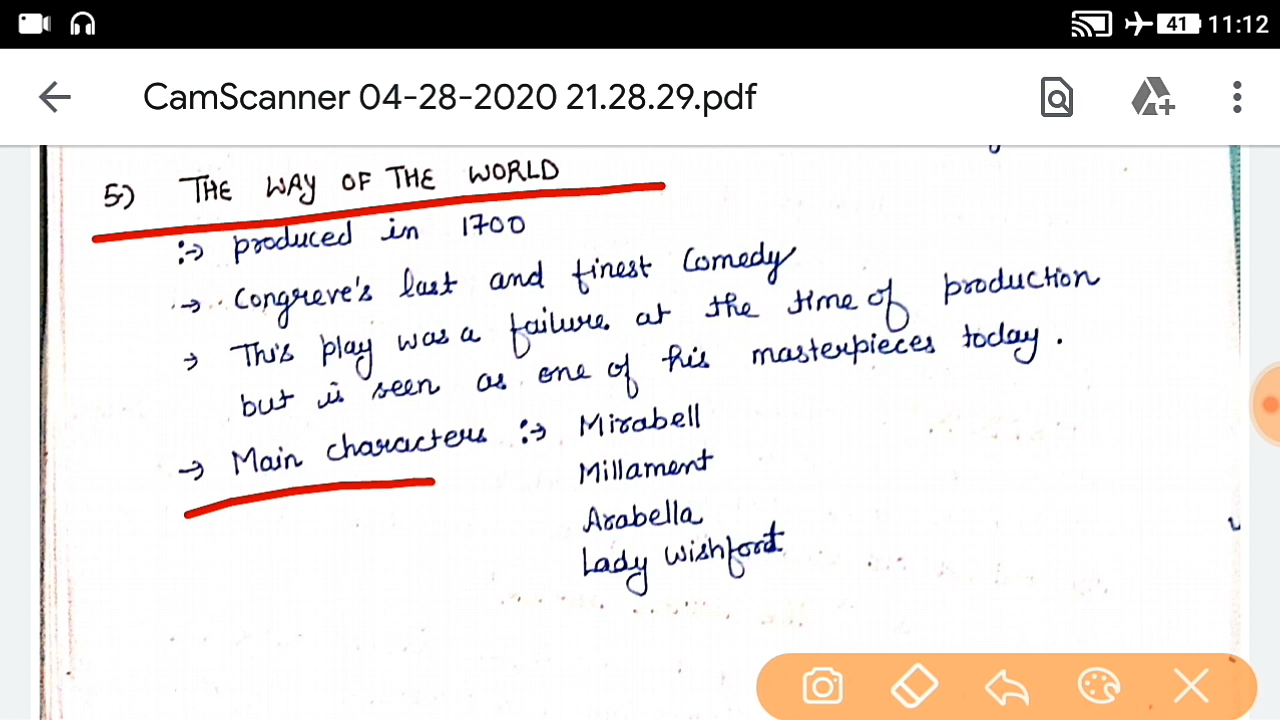 41 11:12
CamScanner 04-28-2020 21.28.29.pdf
5) THE WAY OF THE WORLD
:→ produced in 1700
→ Congreve's last and finest Comedy
→ This play was a failure at the time of production
but is seen as one of his masterpieces today.
→ Main characters :→ Mirabell
Millament
Arabella
Lady Wishfort